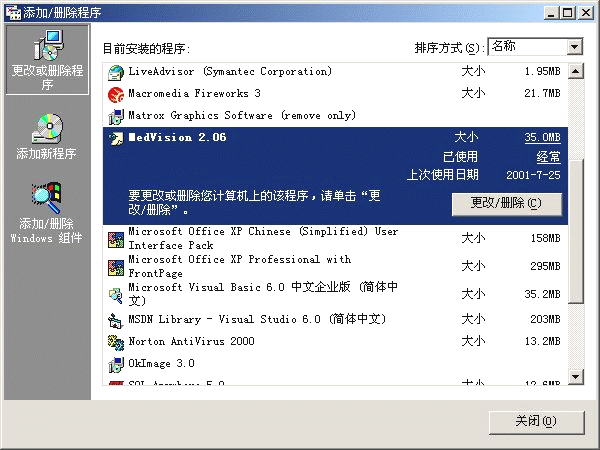 添加/删除程序
更改或删除程
序
添加新程序
添加/删除
Windows 组件
目前安装的程序:
排序方式(S): 名称
LiveAdvisor (Symantec Corporation) 大小 1.95MB
Macromedia Fireworks 3 大小 21.7MB
Matrox Graphics Software (remove only)
MedVision 2.06 大小 35.0MB
已使用 经常
上次使用日期 2001-7-25
要更改或删除您计算机上的该程序，请单击“更
改/删除”。
更改/删除(C)
Microsoft Office XP Chinese (Simplified) User
Interface Pack 大小 158MB
Microsoft Office XP Professional with
FrontPage 大小 295MB
Microsoft Visual Basic 6.0 中文企业版 (简体中
文) 大小 35.2MB
MSDN Library - Visual Studio 6.0 (简体中文) 大小 203MB
Norton AntiVirus 2000 大小 13.2MB
OkImage 3.0
SQL Anywhere 5.0 大小 12.6MB
关闭(O)